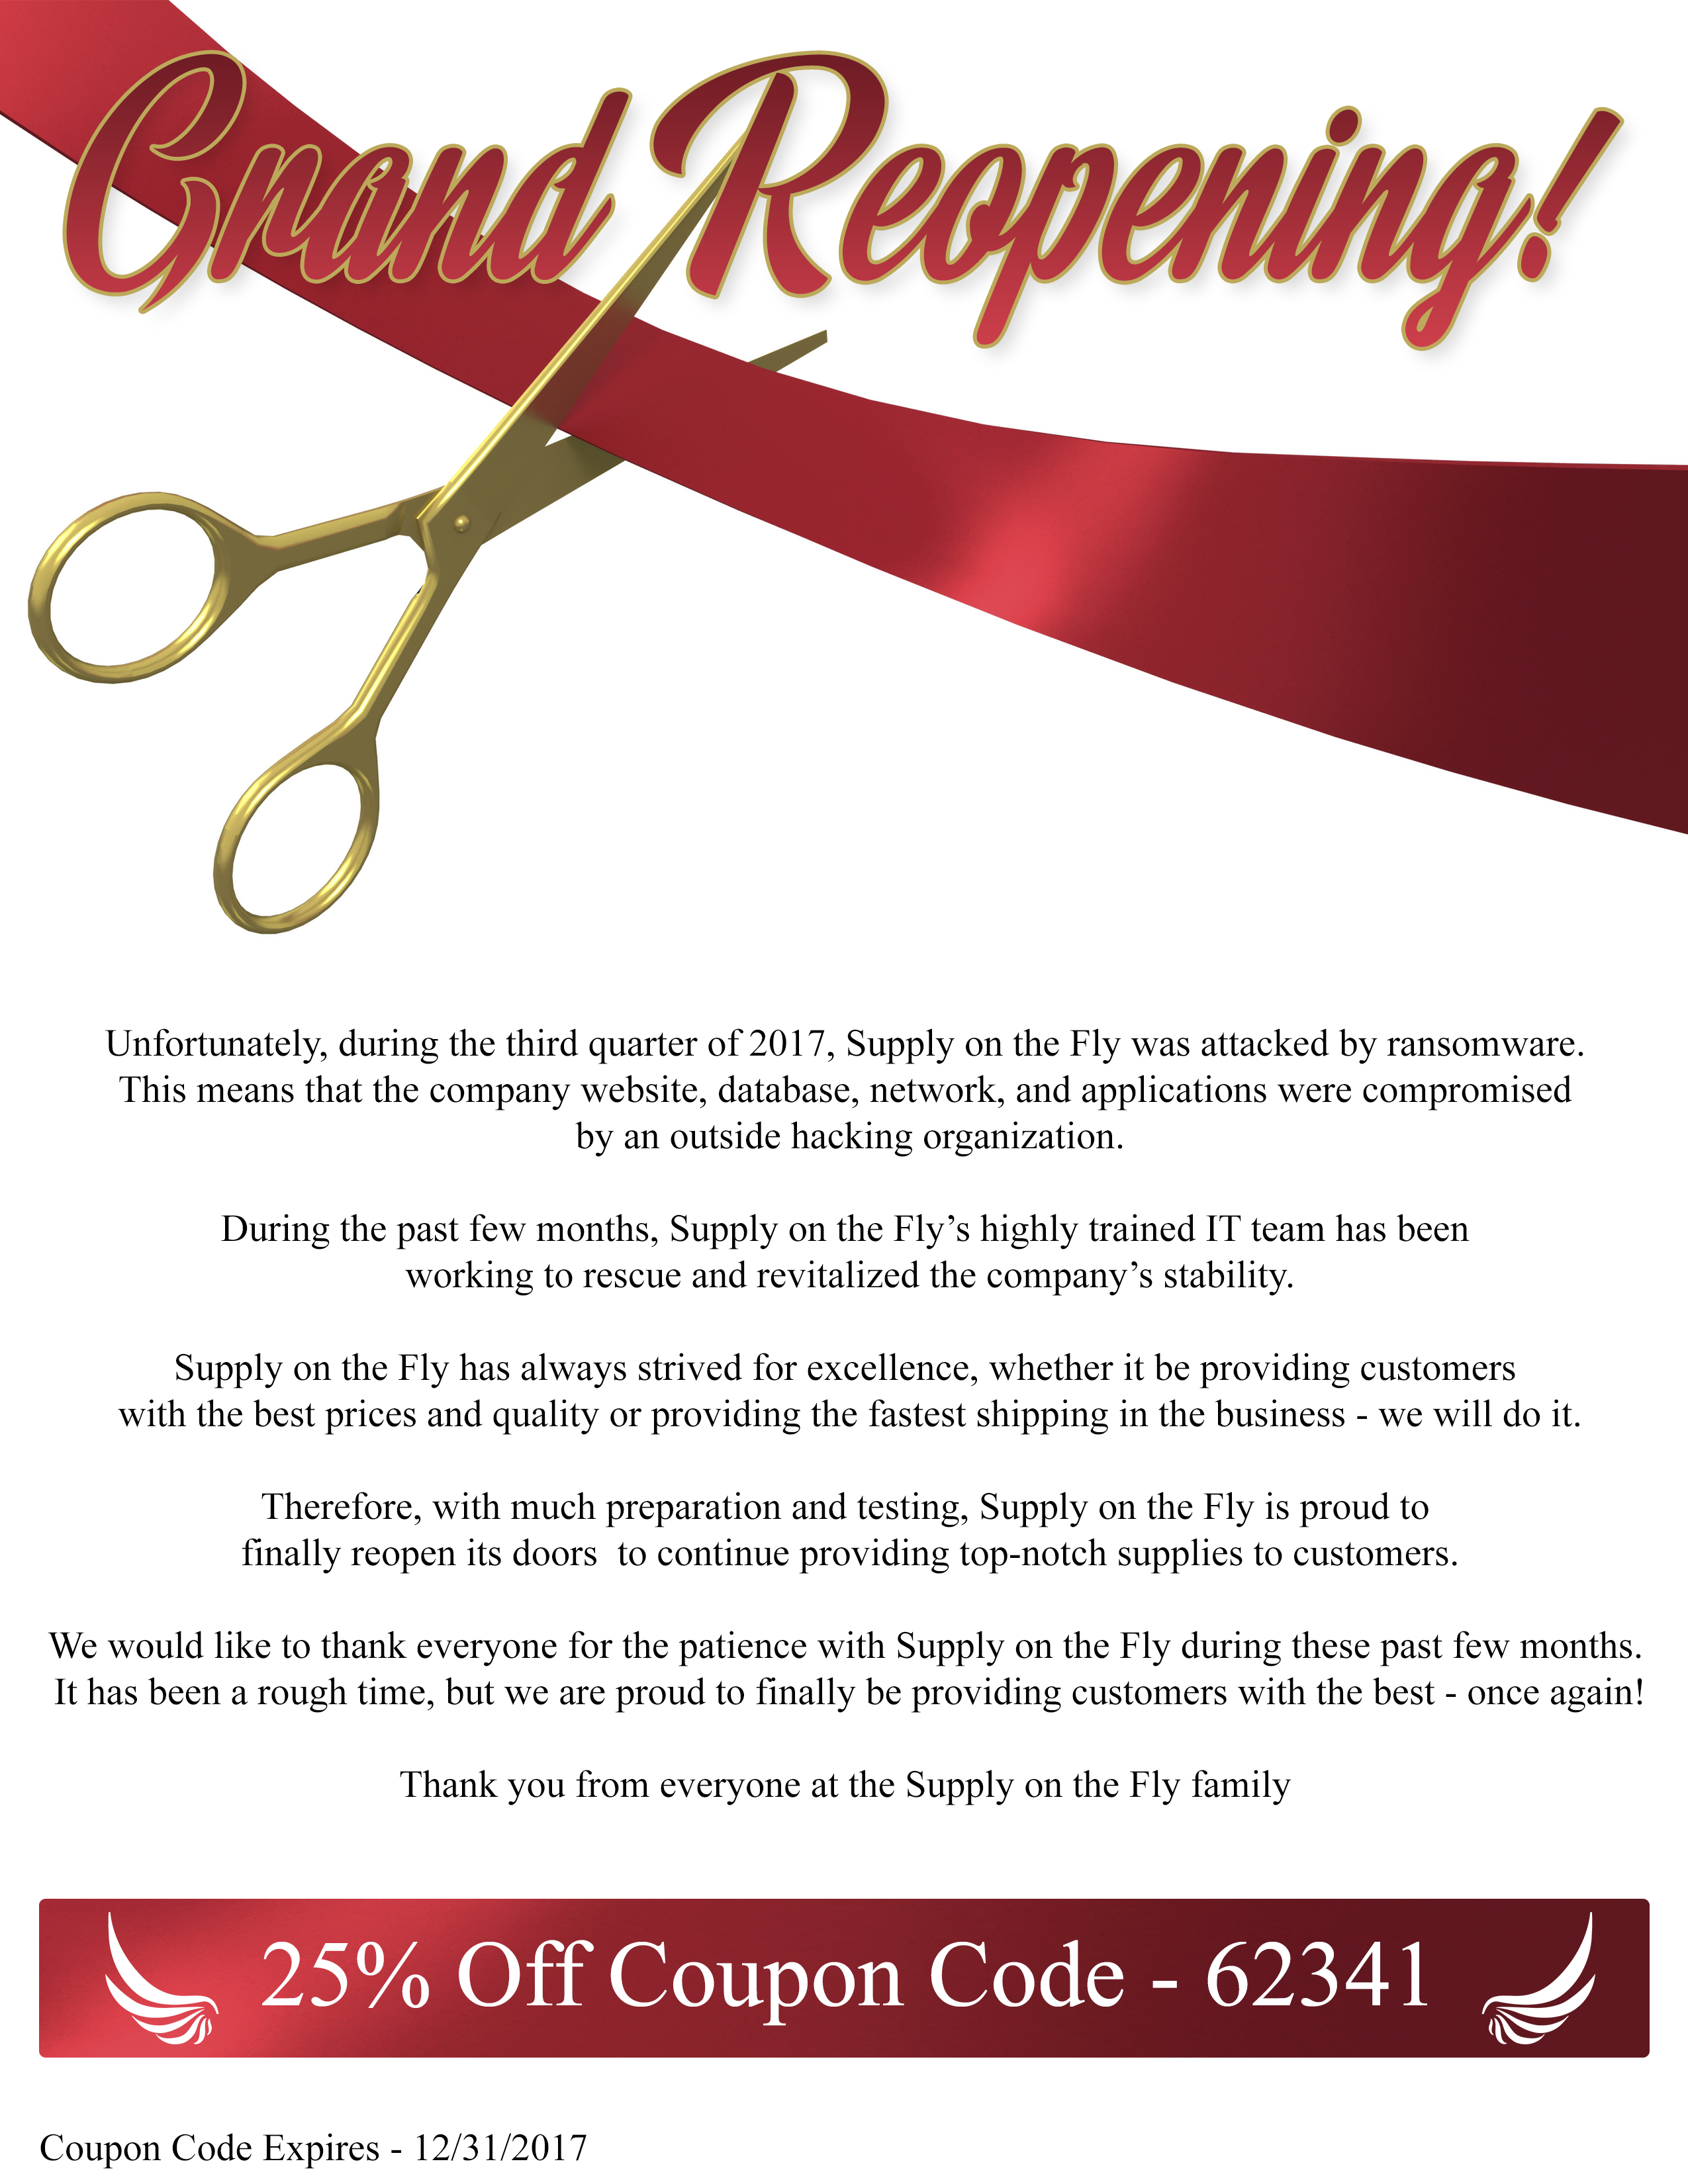 Grand Reopening!
Unfortunately, during the third quarter of 2017, Supply on the Fly was attacked by ransomware.
This means that the company website, database, network, and applications were compromised
by an outside hacking organization.
During the past few months, Supply on the Fly’s highly trained IT team has been
working to rescue and revitalized the company’s stability.
Supply on the Fly has always strived for excellence, whether it be providing customers
with the best prices and quality or providing the fastest shipping in the business - we will do it.
Therefore, with much preparation and testing, Supply on the Fly is proud to
finally reopen its doors  to continue providing top-notch supplies to customers.
We would like to thank everyone for the patience with Supply on the Fly during these past few months.
It has been a rough time, but we are proud to finally be providing customers with the best - once again!
Thank you from everyone at the Supply on the Fly family
25% Off Coupon Code - 62341
Coupon Code Expires - 12/31/2017